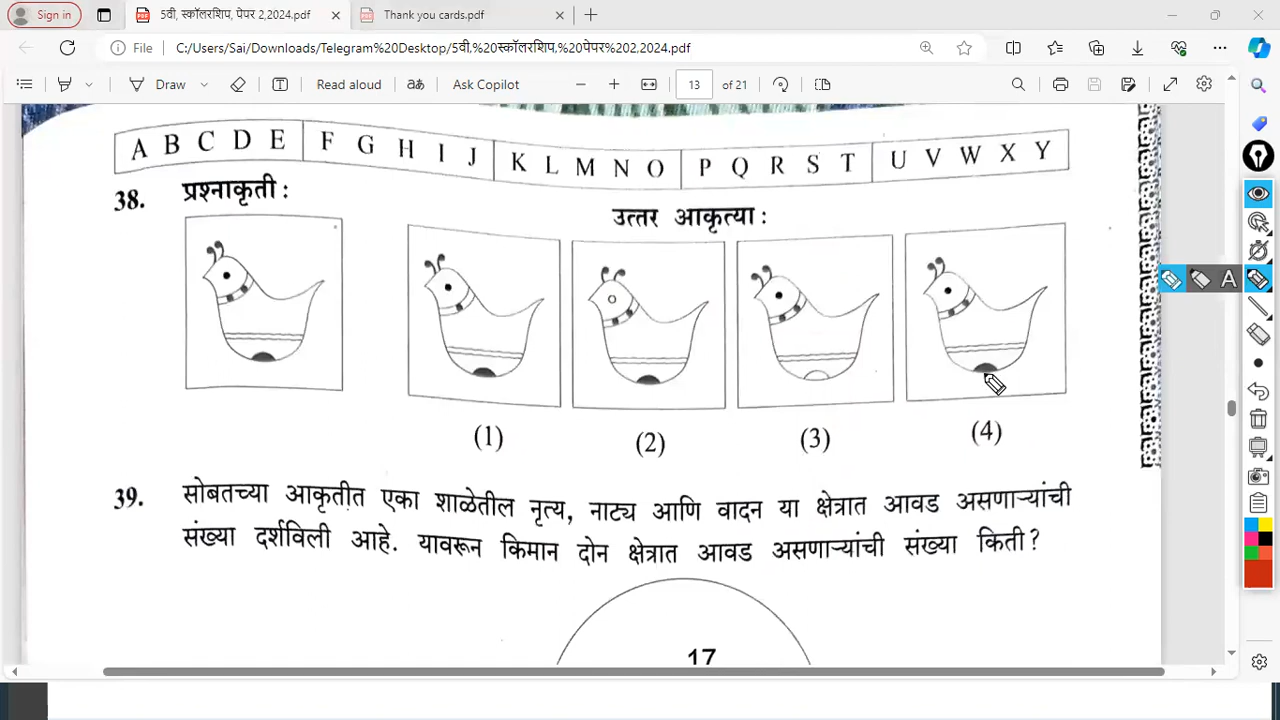 Sign in
5वी, स्कॉलरशिप, पेपर 2,2024.pdf
Thank you cards.pdf
File
C:/Users/Sai/Downloads/Telegram%20Desktop/5वी,%20स्कॉलरशिप,%20पेपर%202,2024.pdf
Draw
Read aloud
Ask Copilot
13 of 21
A B C D E F G H I J K L M N O P Q R S T U V W X Y
38. प्रश्नाकृती :
उत्तर आकृत्या :
(1) (2) (3) (4)
39. सोबतच्या आकृतीत एका शाळेतील नृत्य, नाट्य आणि वादन या क्षेत्रात आवड असणाऱ्यांची
संख्या दर्शविली आहे. यावरून किमान दोन क्षेत्रात आवड असणाऱ्यांची संख्या किती?
17
A